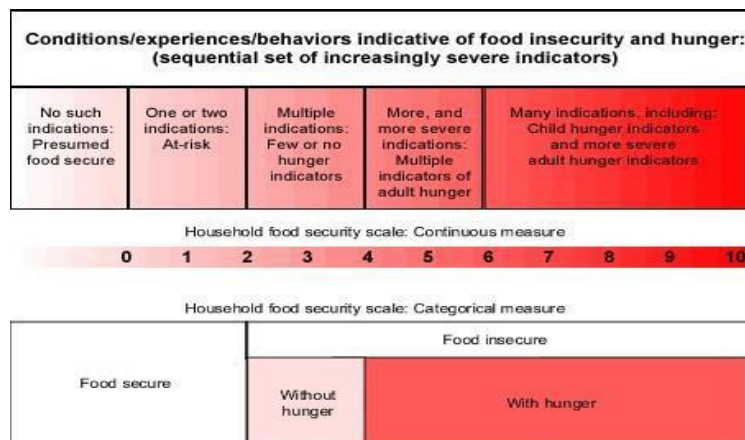 Conditions/experiences/behaviors indicative of food insecurity and hunger:
(sequential set of increasingly severe indicators)
No such
indications:
Presumed
food secure
One or two
indications:
At-risk
Multiple
indications:
Few or no
hunger
indicators
More, and
more severe
indications:
Multiple
indicators of
adult hunger
Many indications, including:
Child hunger indicators
and more severe
adult hunger indicators
Household food security scale: Continuous measure
0 1 2 3 4 5 6 7 8 9 10
Household food security scale: Categorical measure
Food secure
Food insecure
Without
hunger
With hunger